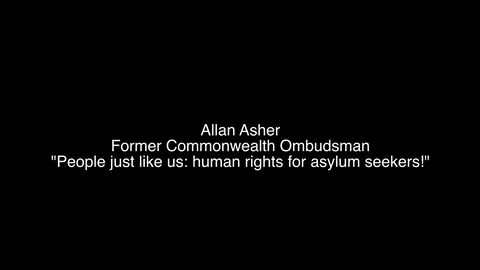 Allan Asher
Former Commonwealth Ombudsman
"People just like us: human rights for asylum seekers!"